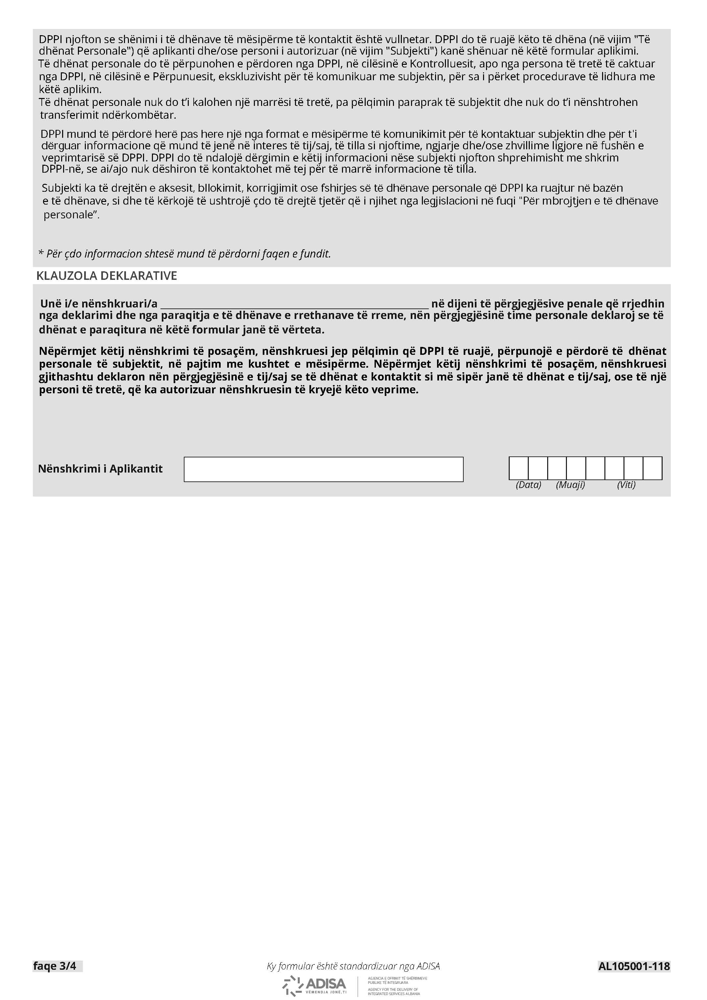 DPPI njofton se shënimi i të dhënave të mësipërme të kontaktit është vullnetar. DPPI do të ruajë këto të dhëna (në vijim "Të
dhënat Personale") që aplikanti dhe/ose personi i autorizuar (në vijim "Subjekti") kanë shënuar në këtë formular aplikimi.
Të dhënat personale do të përpunohen e përdoren nga DPPI, në cilësinë e Kontrolluesit, apo nga persona të tretë të caktuar
nga DPPI, në cilësinë e Përpunuesit, ekskluzivisht për të komunikuar me subjektin, për sa i përket procedurave të lidhura me
këtë aplikim.
Të dhënat personale nuk do t’i kalohen një marrësi të tretë, pa pëlqimin paraprak të subjektit dhe nuk do t’i nënshtrohen
transferimit ndërkombëtar.
DPPI mund të përdorë herë pas here një nga format e mësipërme të komunikimit për të kontaktuar subjektin dhe për t'i
dërguar informacione që mund të jenë në interes të tij/saj, të tilla si njoftime, ngjarje dhe/ose zhvillime ligjore në fushën e
veprimtarisë së DPPI. DPPI do të ndalojë dërgimin e këtij informacioni nëse subjekti njofton shprehimisht me shkrim
DPPI-në, se ai/ajo nuk dëshiron të kontaktohet më tej për të marrë informacione të tilla.
Subjekti ka të drejtën e aksesit, bllokimit, korrigjimit ose fshirjes së të dhënave personale që DPPI ka ruajtur në bazën
e të dhënave, si dhe të kërkojë të ushtrojë çdo të drejtë tjetër që i njihet nga legjislacioni në fuqi "Për mbrojtjen e të dhënave
personale”.
* Për çdo informacion shtesë mund të përdorni faqen e fundit.
KLAUZOLA DEKLARATIVE
Unë i/e nënshkruari/a ______________________________ në dijeni të përgjegjësive penale që rrjedhin
nga deklarimi dhe nga paraqitja e të dhënave e rrethanave të rreme, nën përgjegjësinë time personale deklaroj se të
dhënat e paraqitura në këtë formular janë të vërteta.
Nëpërmjet këtij nënshkrimi të posaçëm, nënshkruesi jep pëlqimin që DPPI të ruajë, përpunojë e përdorë të dhënat
personale të subjektit, në pajtim me kushtet e mësipërme. Nëpërmjet këtij nënshkrimi të posaçëm, nënshkruesi
gjithashtu deklaron nën përgjegjësinë e tij/saj se të dhënat e kontaktit si më sipër janë të dhënat e tij/saj, ose të një
personi të tretë, që ka autorizuar nënshkruesin të kryejë këto veprime.
Nënshkrimi i Aplikantit
(Data) (Muaji) (Viti)
faqe 3/4 Ky formular është standardizuar nga ADISA AL105001-118
ADISA
VËMENDJA JONË,TI
AGJENCIA E OFRIMIT TË SHËRBIMEVE
PUBLIKE TË INTEGRUARA
AGENCY FOR THE DELIVERY OF
INTEGRATED SERVICES ALBANIA